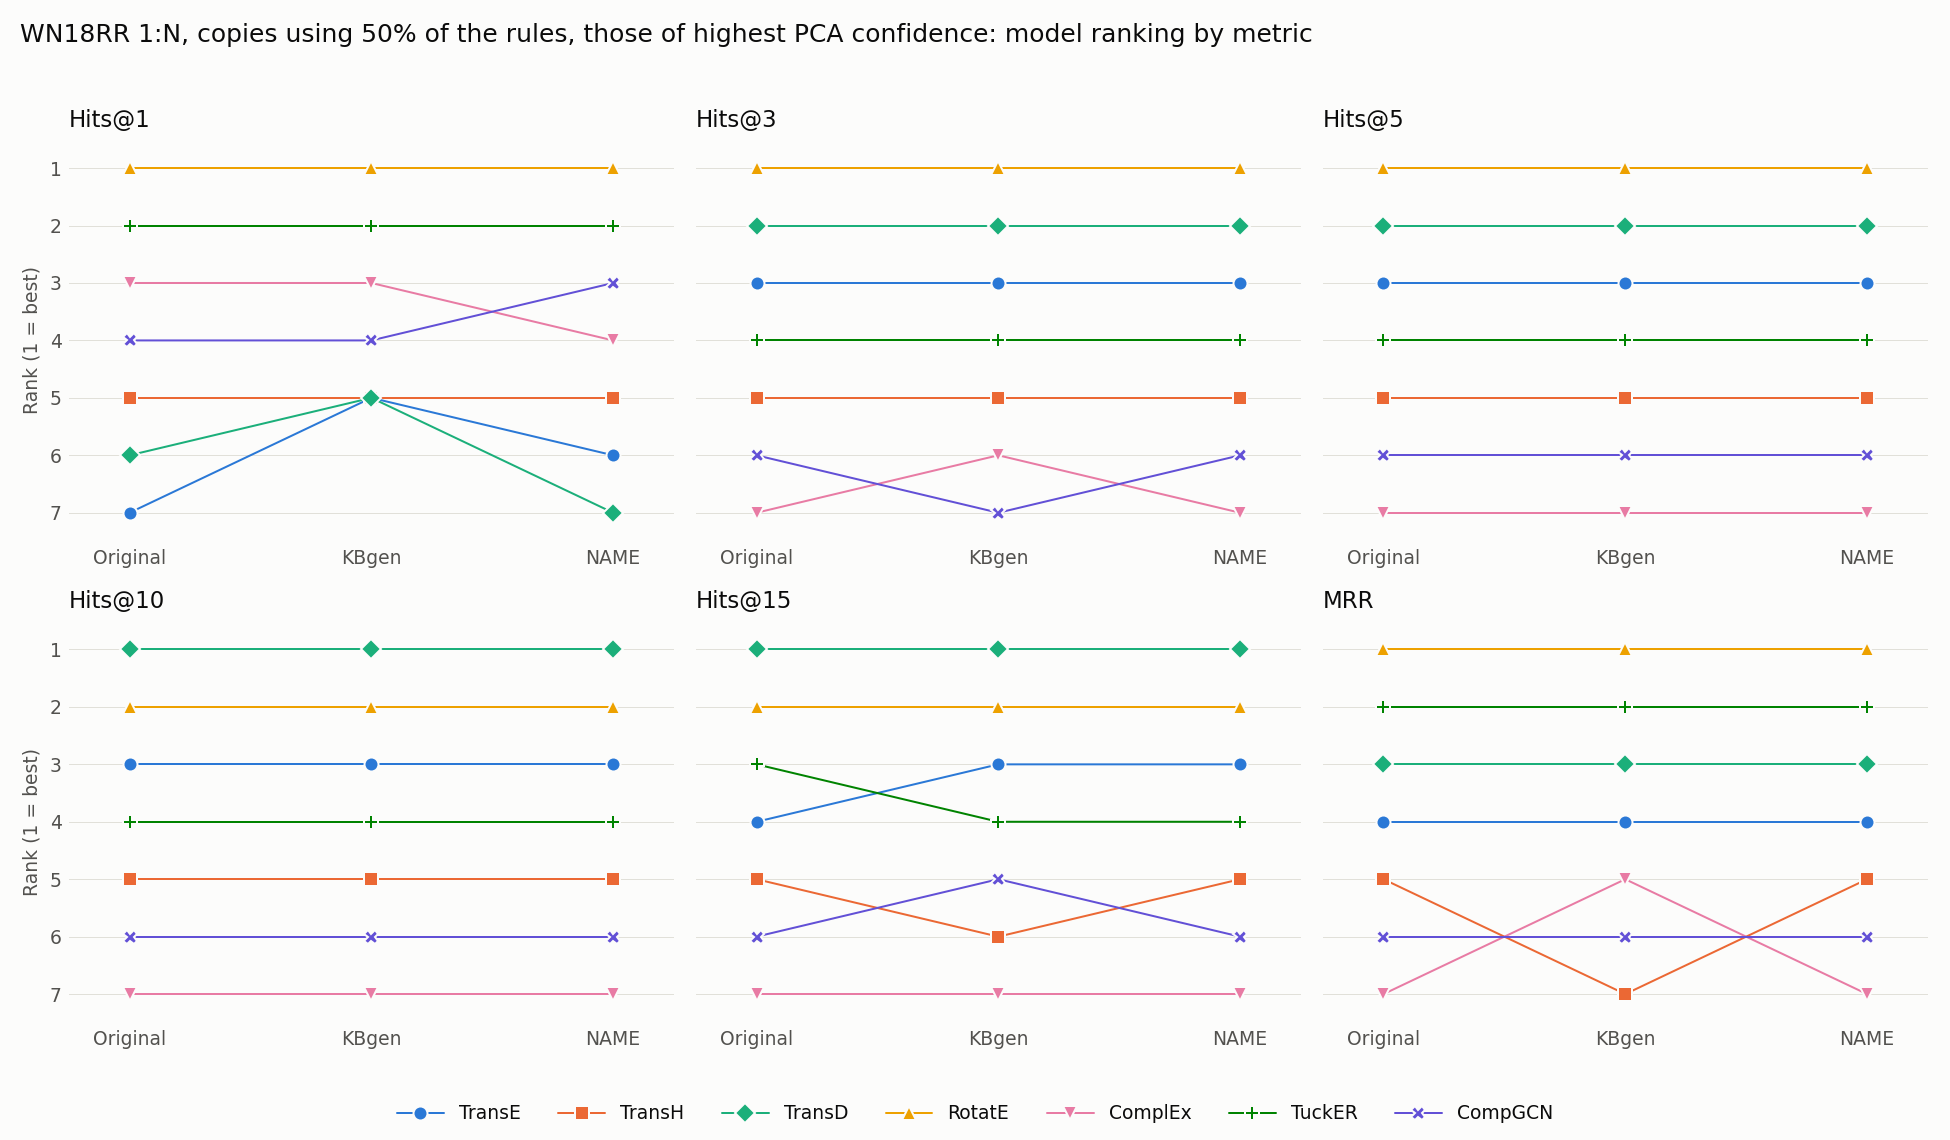 WN18RR 1:N, copies using 50% of the rules, those of highest PCA confidence: model ranking by metric
Hits@1
Hits@3
Hits@5
Rank (1 = best)
1
2
3
4
5
6
7
Original
KBgen
NAME
Original
KBgen
NAME
Original
KBgen
NAME
Hits@10
Hits@15
MRR
Rank (1 = best)
1
2
3
4
5
6
7
Original
KBgen
NAME
Original
KBgen
NAME
Original
KBgen
NAME
TransE
TransH
TransD
RotatE
ComplEx
TuckER
CompGCN